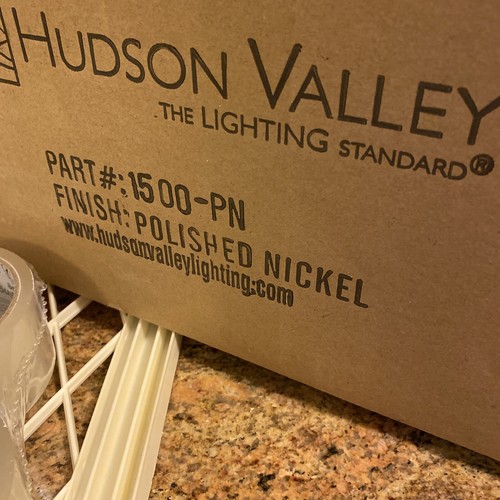 HUDSON VALLEY
THE LIGHTING STANDARD®
PART#: 1500-PN
FINISH: POLISHED NICKEL
www.hudsonvalleylighting.com